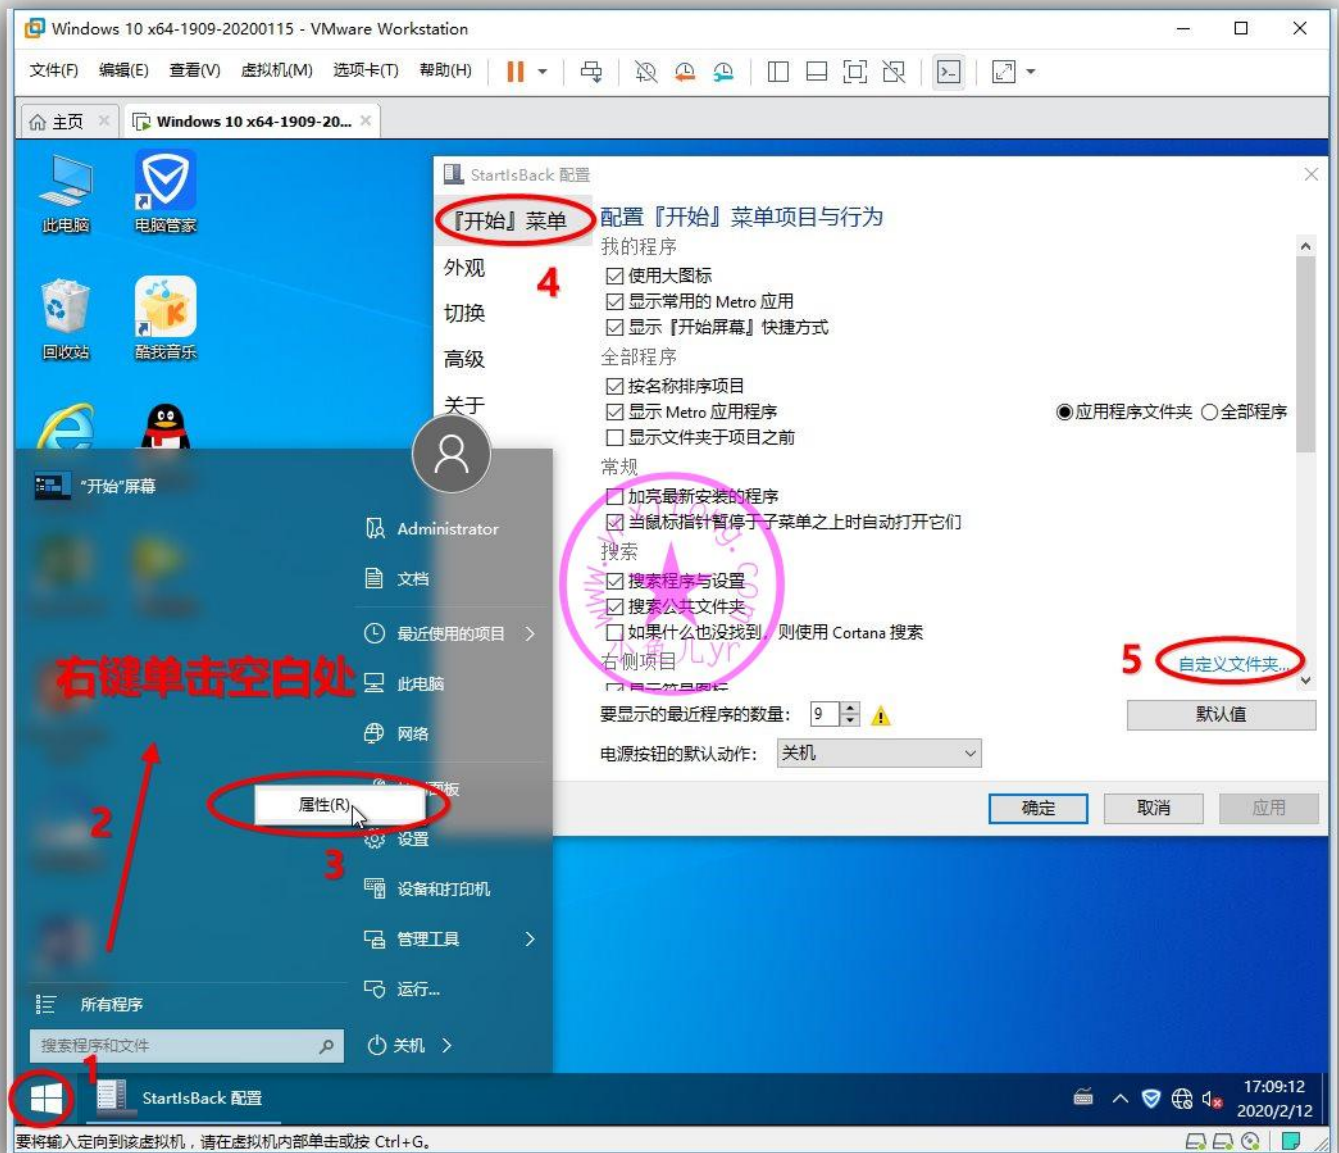 Windows 10 x64-1909-20200115 - VMware Workstation
文件(F) 编辑(E) 查看(V) 虚拟机(M) 选项卡(T) 帮助(H)
主页 Windows 10 x64-1909-20...
此电脑 电脑管家
回收站 酷我音乐
StartIsBack 配置
『开始』菜单
外观
切换
高级
关于
4
配置『开始』菜单项目与行为
我的程序
使用大图标
显示常用的 Metro 应用
显示『开始屏幕』快捷方式
全部程序
按名称排序项目
显示 Metro 应用程序 应用程序文件夹 全部程序
显示文件夹于项目之前
常规
加亮最新安装的程序
当鼠标指针暂停于子菜单之上时自动打开它们
搜索
搜索程序与设置
搜索公共文件夹
如果什么也没找到，则使用 Cortana 搜索
右侧项目
显示符号图标
5
自定义文件夹...
要显示的最近程序的数量： 9
默认值
电源按钮的默认动作： 关机
确定 取消 应用
www.yrxitong.com
小鱼儿yr
"开始"屏幕
Administrator
文档
最近使用的项目
此电脑
网络
面板
设置
设备和打印机
管理工具
运行...
关机
右键单击空白处
2
属性(R)
3
所有程序
搜索程序和文件
1
StartIsBack 配置
17:09:12
2020/2/12
要将输入定向到该虚拟机，请在虚拟机内部单击或按 Ctrl+G。